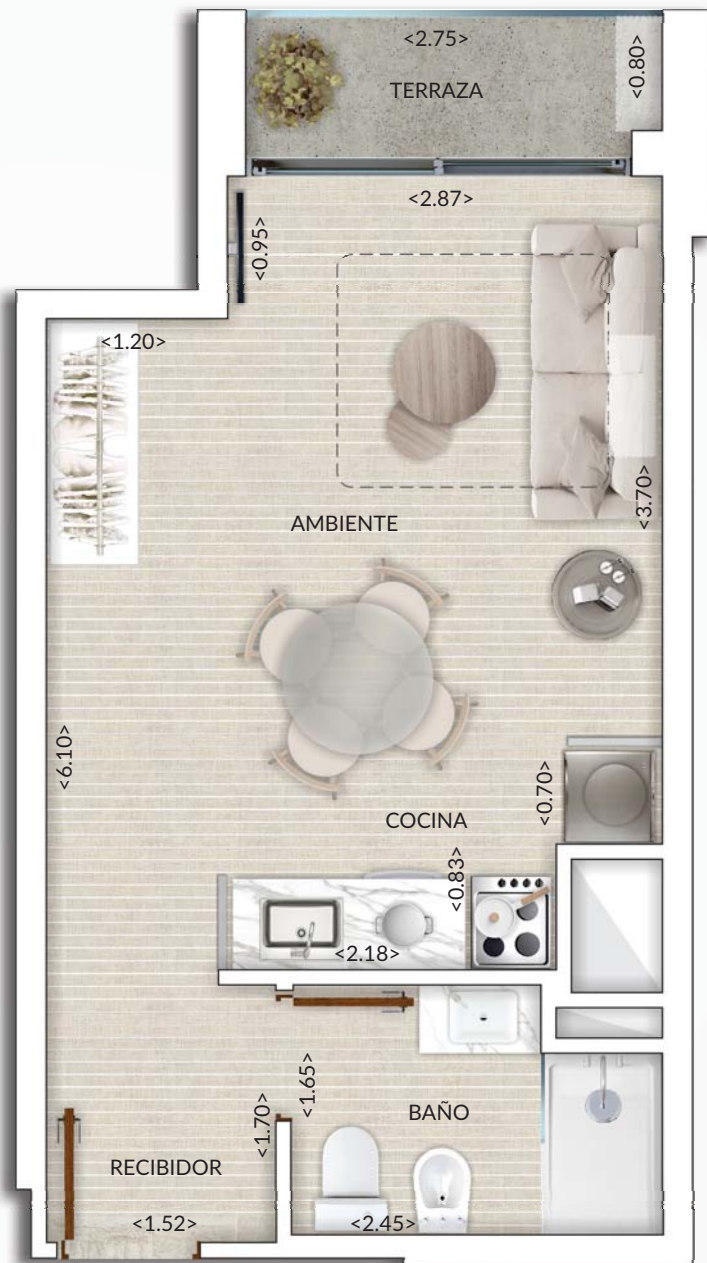 <2.75>
<0.80>
TERRAZA
<2.87>
<0.95>
<1.20>
<3.70>
AMBIENTE
<6.10>
<0.70>
COCINA
<0.83>
<2.18>
<1.65>
<1.70>
BAÑO
RECIBIDOR
<1.52>
<2.45>